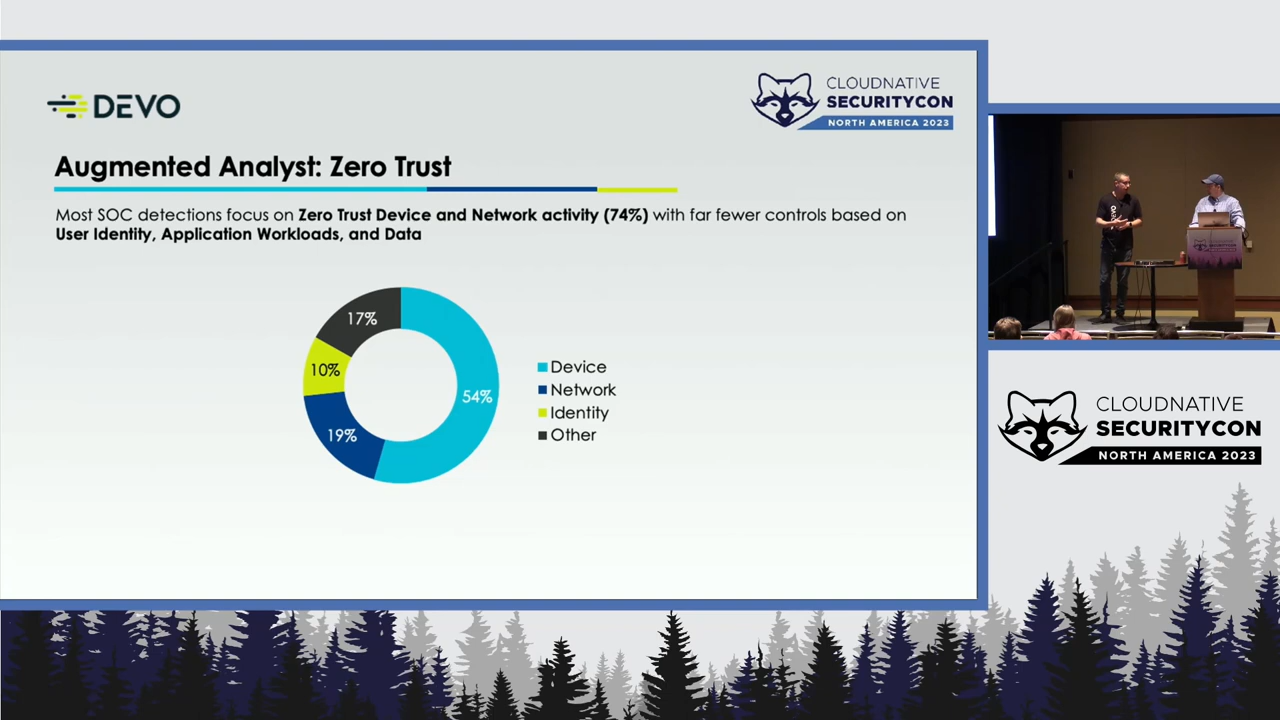 DEVO
CLOUDNATIVE
SECURITYCON
NORTH AMERICA 2023
Augmented Analyst: Zero Trust
Most SOC detections focus on Zero Trust Device and Network activity (74%) with far fewer controls based on
User Identity, Application Workloads, and Data
17%
10%
54%
19%
Device
Network
Identity
Other
CLOUDNATIVE
SECURITYCON
NORTH AMERICA 2023